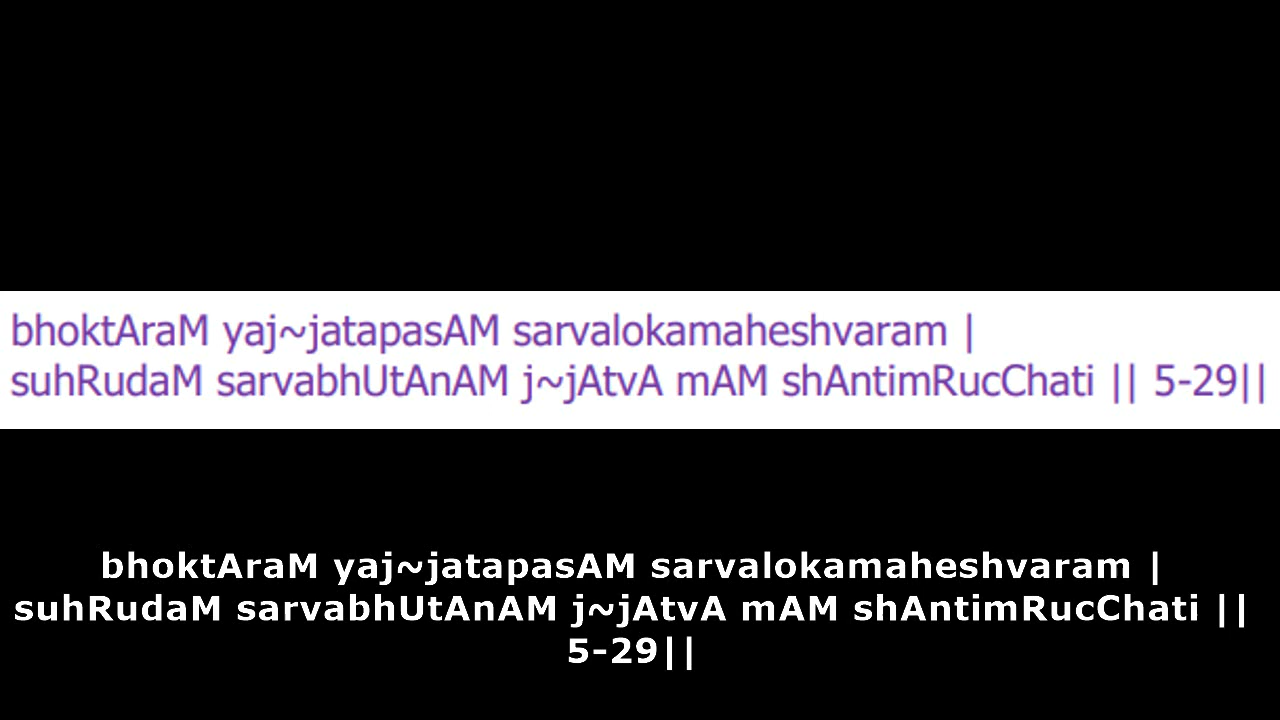 bhoktAraM yaj~jatapasAM sarvalokamaheshvaram |
suhRudaM sarvabhUtAnAM j~jAtvA mAM shAntimRucChati || 5-29||
bhoktAraM yaj~jatapasAM sarvalokamaheshvaram |
suhRudaM sarvabhUtAnAM j~jAtvA mAM shAntimRucChati ||
5-29||